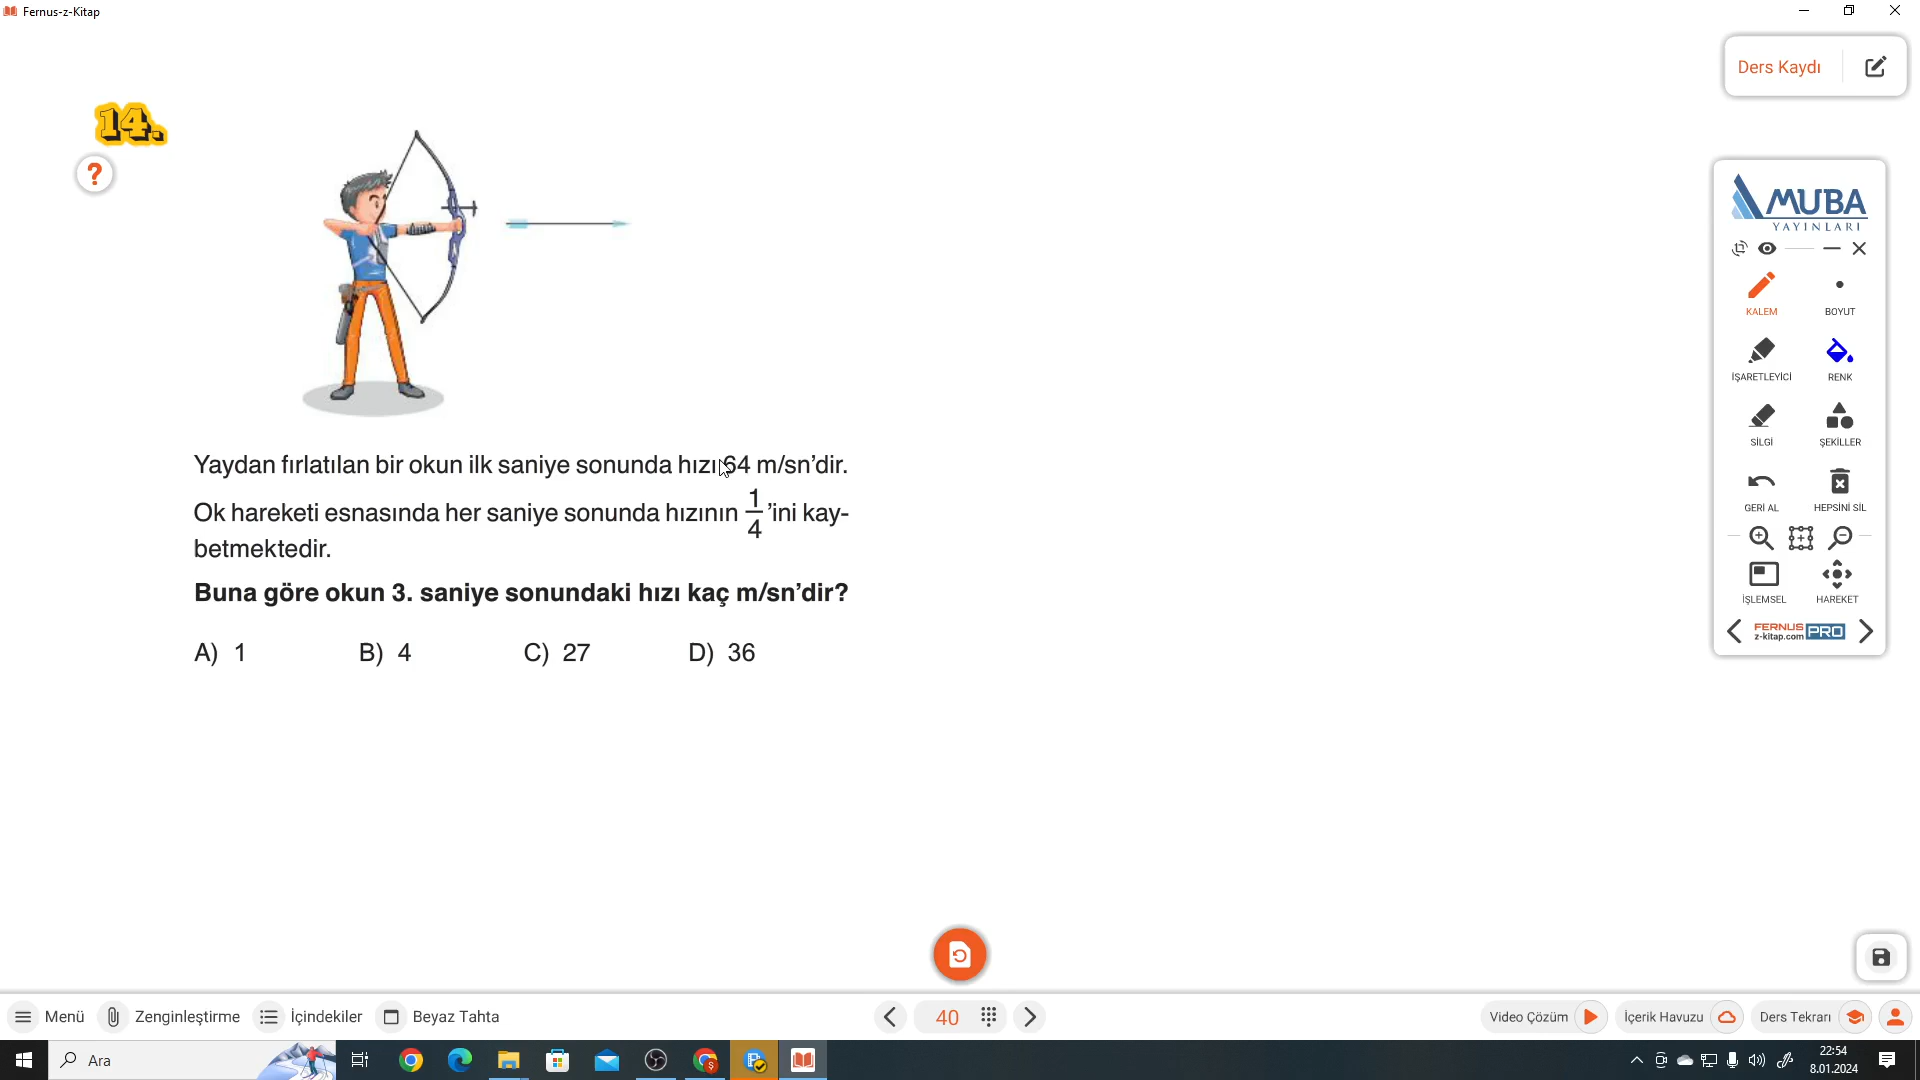 Fernus-z-Kitap
Ders Kaydı
14.
?
MUBA
YAYINLARI
KALEM
BOYUT
İŞARETLEYİCİ
RENK
SİLGİ
ŞEKİLLER
GERİ AL
HEPSİNİ SİL
İŞLEMSEL
HAREKET
FERNUS
z-kitap.com PRO
Yaydan fırlatılan bir okun ilk saniye sonunda hızı 64 m/sn'dir.
Ok hareketi esnasında her saniye sonunda hızının 1/4 'ini kay-
betmektedir.
Buna göre okun 3. saniye sonundaki hızı kaç m/sn'dir?
A) 1 B) 4 C) 27 D) 36
Menü Zenginleştirme İçindekiler Beyaz Tahta 40 Video Çözüm İçerik Havuzu Ders Tekrarı
Ara
22:54
8.01.2024